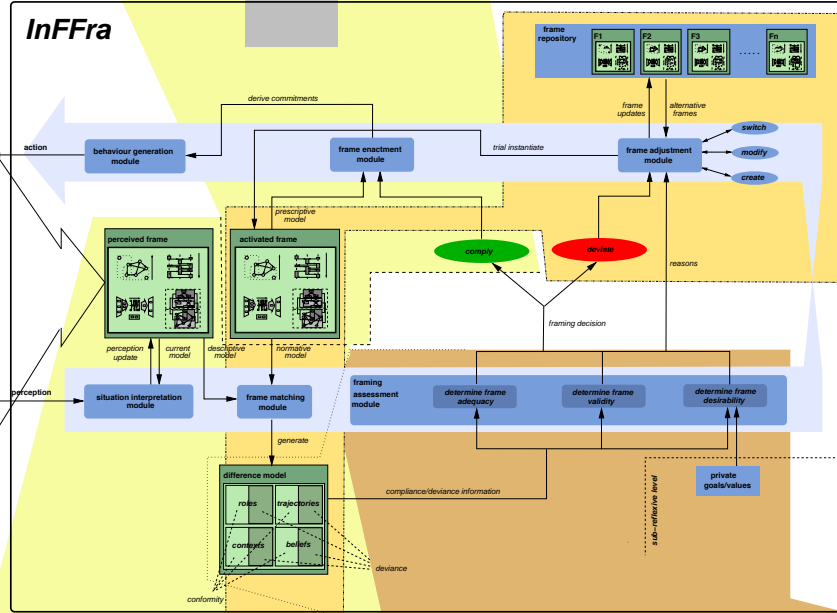 InFFra
frame
repository
F1
F2
F3
.....
Fn
derive commitments
frame
updates
alternative
frames
action
behaviour generation
module
frame enactment
module
trial instantiate
frame adjustment
module
switch
modify
create
prescriptive
model
perceived frame
activated frame
comply
deviate
reasons
framing decision
perception
update
current
model
descriptive model
normative
model
perception
situation interpretation
module
frame matching
module
framing
assessment
module
determine frame
adequacy
determine frame
validity
determine frame
desirability
generate
difference model
roles
trajectories
contexts
beliefs
compliance/deviance information
private
goals/values
sub-reflexive level
deviance
conformity